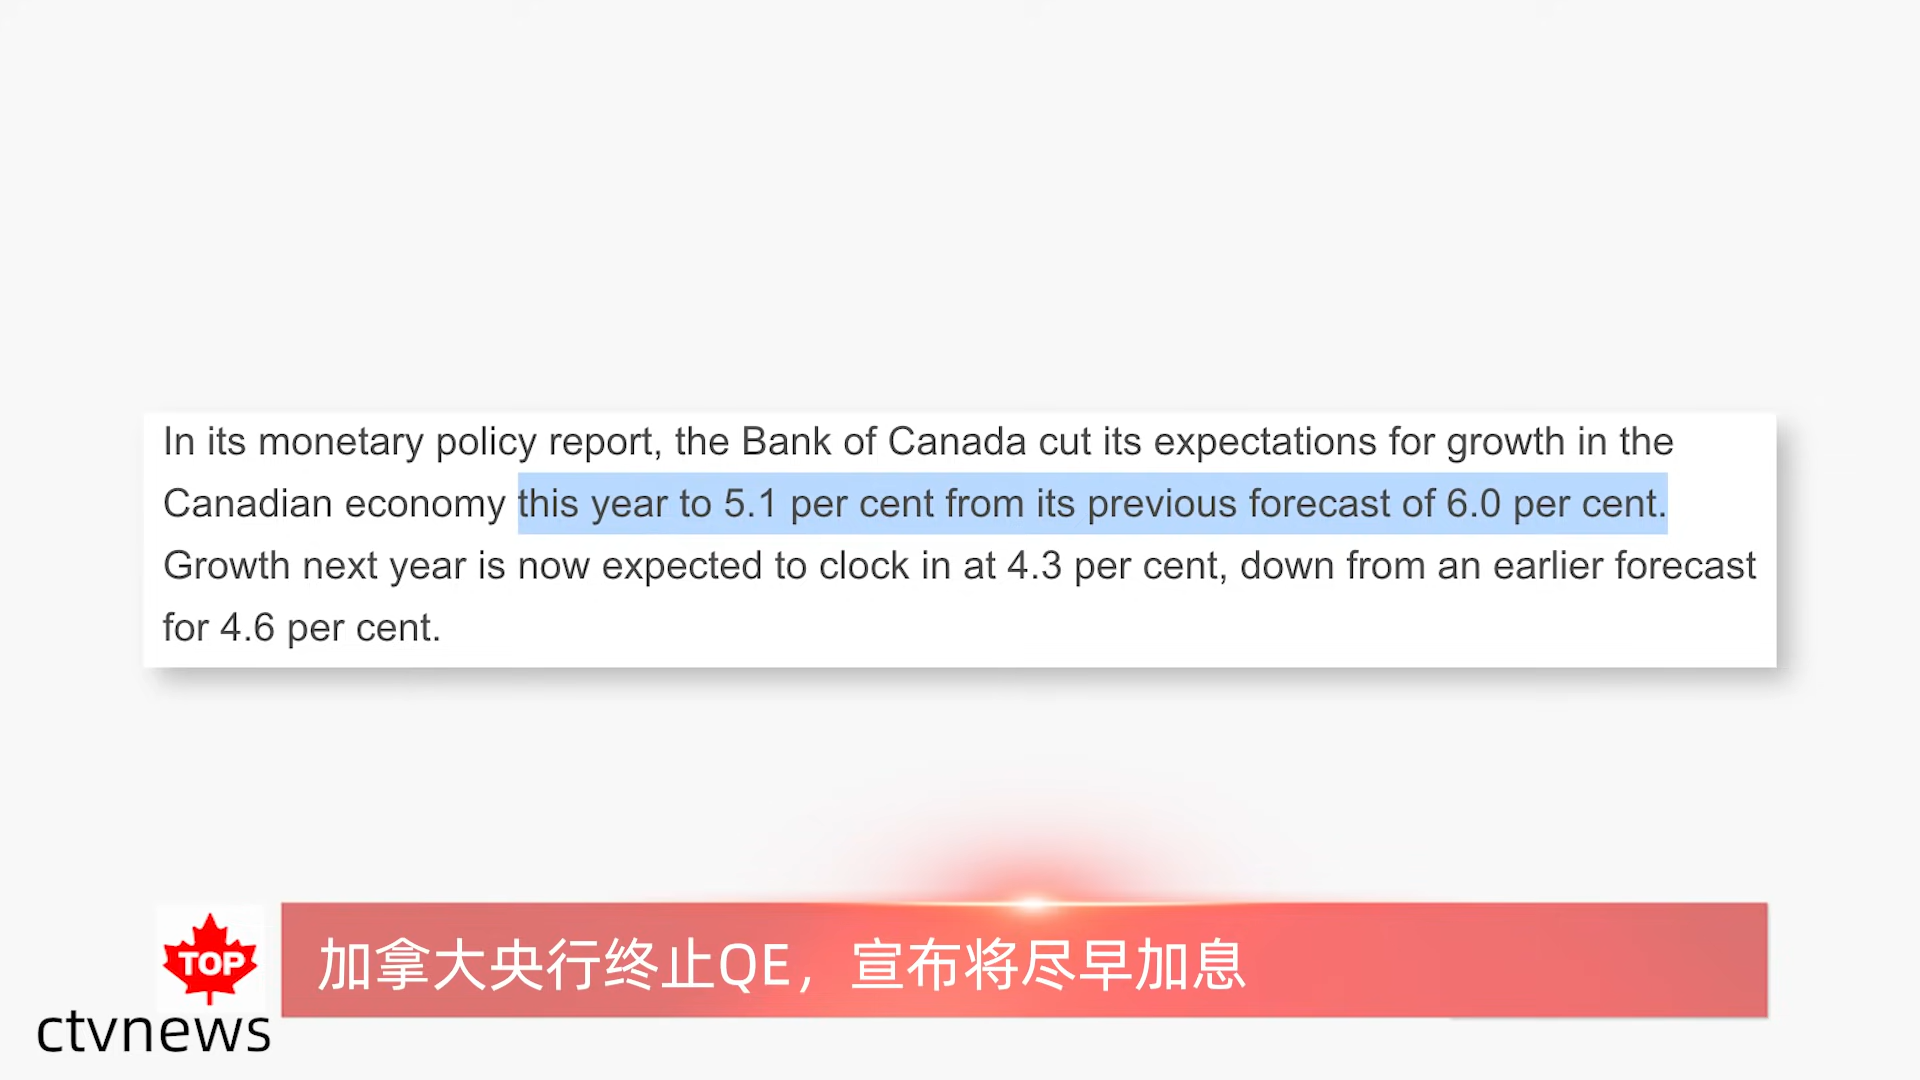 In its monetary policy report, the Bank of Canada cut its expectations for growth in the
Canadian economy this year to 5.1 per cent from its previous forecast of 6.0 per cent.
Growth next year is now expected to clock in at 4.3 per cent, down from an earlier forecast
for 4.6 per cent.
TOP
加拿大央行终止QE，宣布将尽早加息
ctvnews